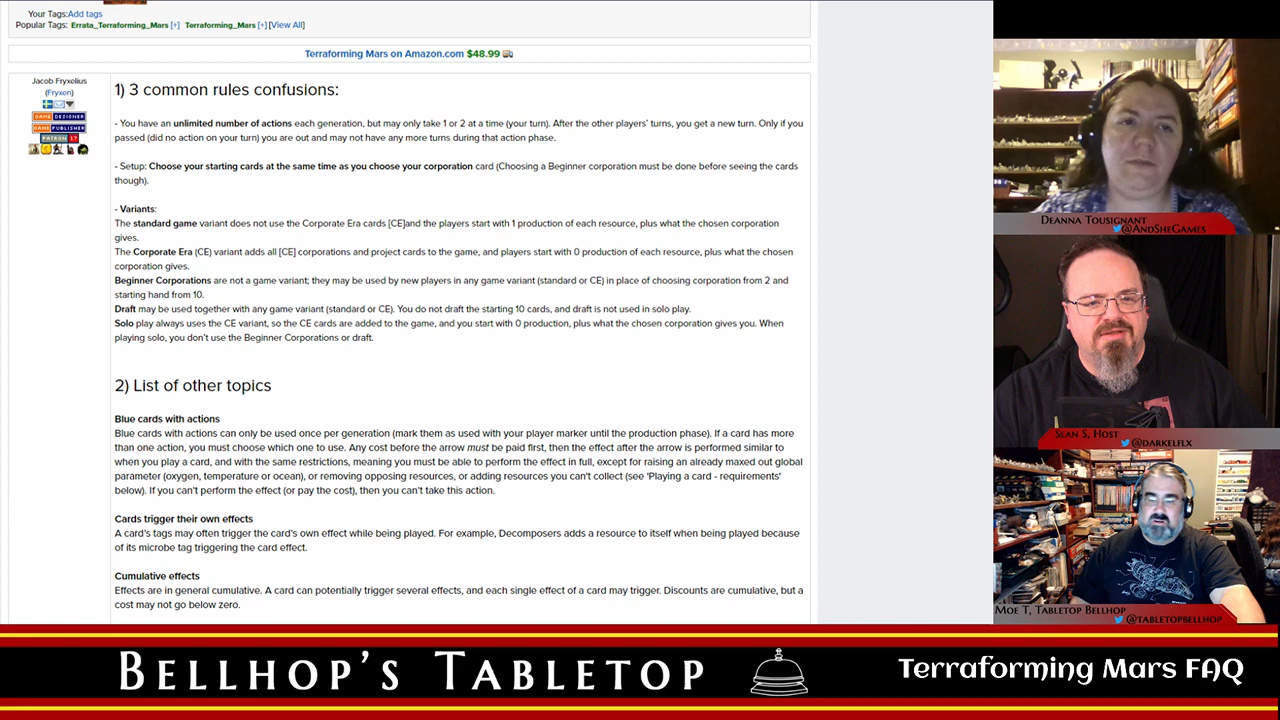 Your Tags: Add tags
Popular Tags: Errata_Terraforming_Mars [+] Terraforming_Mars [+] [View All]
Terraforming Mars on Amazon.com $48.99
Jacob Fryxelius
(Fryxen)
GAME DESIGNER
GAME PUBLISHER
PATRON 17
1) 3 common rules confusions:
- You have an unlimited number of actions each generation, but may only take 1 or 2 at a time (your turn). After the other players' turns, you get a new turn. Only if you
passed (did no action on your turn) you are out and may not have any more turns during that action phase.
- Setup: Choose your starting cards at the same time as you choose your corporation card (Choosing a Beginner corporation must be done before seeing the cards
though).
- Variants:
The standard game variant does not use the Corporate Era cards [CE]and the players start with 1 production of each resource, plus what the chosen corporation
gives.
The Corporate Era (CE) variant adds all [CE] corporations and project cards to the game, and players start with 0 production of each resource, plus what the chosen
corporation gives.
Beginner Corporations are not a game variant; they may be used by new players in any game variant (standard or CE) in place of choosing corporation from 2 and
starting hand from 10.
Draft may be used together with any game variant (standard or CE). You do not draft the starting 10 cards, and draft is not used in solo play.
Solo play always uses the CE variant, so the CE cards are added to the game, and you start with 0 production, plus what the chosen corporation gives you. When
playing solo, you don't use the Beginner Corporations or draft.
2) List of other topics
Blue cards with actions
Blue cards with actions can only be used once per generation (mark them as used with your player marker until the production phase). If a card has more
than one action, you must choose which one to use. Any cost before the arrow must be paid first, then the effect after the arrow is performed similar to
when you play a card, and with the same restrictions, meaning you must be able to perform the effect in full, except for raising an already maxed out global
parameter (oxygen, temperature or ocean), or removing opposing resources, or adding resources you can't collect (see 'Playing a card - requirements'
below). If you can't perform the effect (or pay the cost), then you can't take this action.
Cards trigger their own effects
A card's tags may often trigger the card's own effect while being played. For example, Decomposers adds a resource to itself when being played because
of its microbe tag triggering the card effect.
Cumulative effects
Effects are in general cumulative. A card can potentially trigger several effects, and each single effect of a card may trigger. Discounts are cumulative, but a
cost may not go below zero.
Deanna Tousignant
@AndSheGames
Sean S, Host
@darkelflx
Moe T, Tabletop Bellhop
@tabletopbellhop
Bellhop's Tabletop
Terraforming Mars FAQ